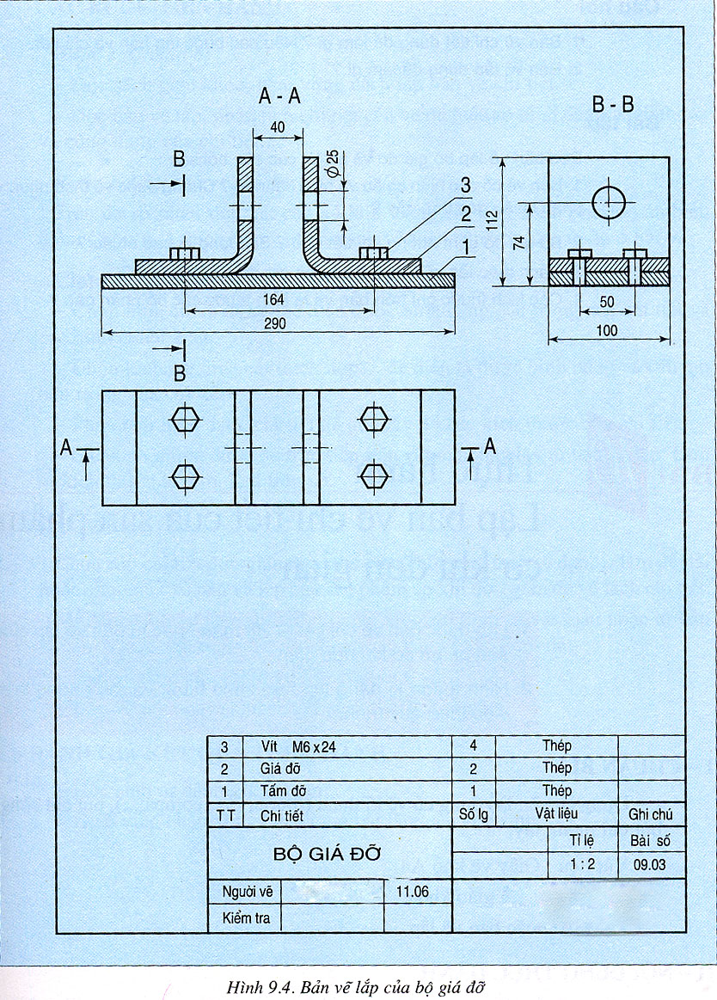 A - A
B - B
40
B
Ø 25
3
2
1
112
74
164
290
50
100
B
A
A
3 Vít M6 x 24 4 Thép
2 Giá đỡ 2 Thép
1 Tấm đỡ 1 Thép
TT Chi tiết Số lg Vật liệu Ghi chú
BỘ GIÁ ĐỠ
Tỉ lệ Bài số
1 : 2 09.03
Người vẽ 11.06
Kiểm tra
Hình 9.4. Bản vẽ lắp của bộ giá đỡ